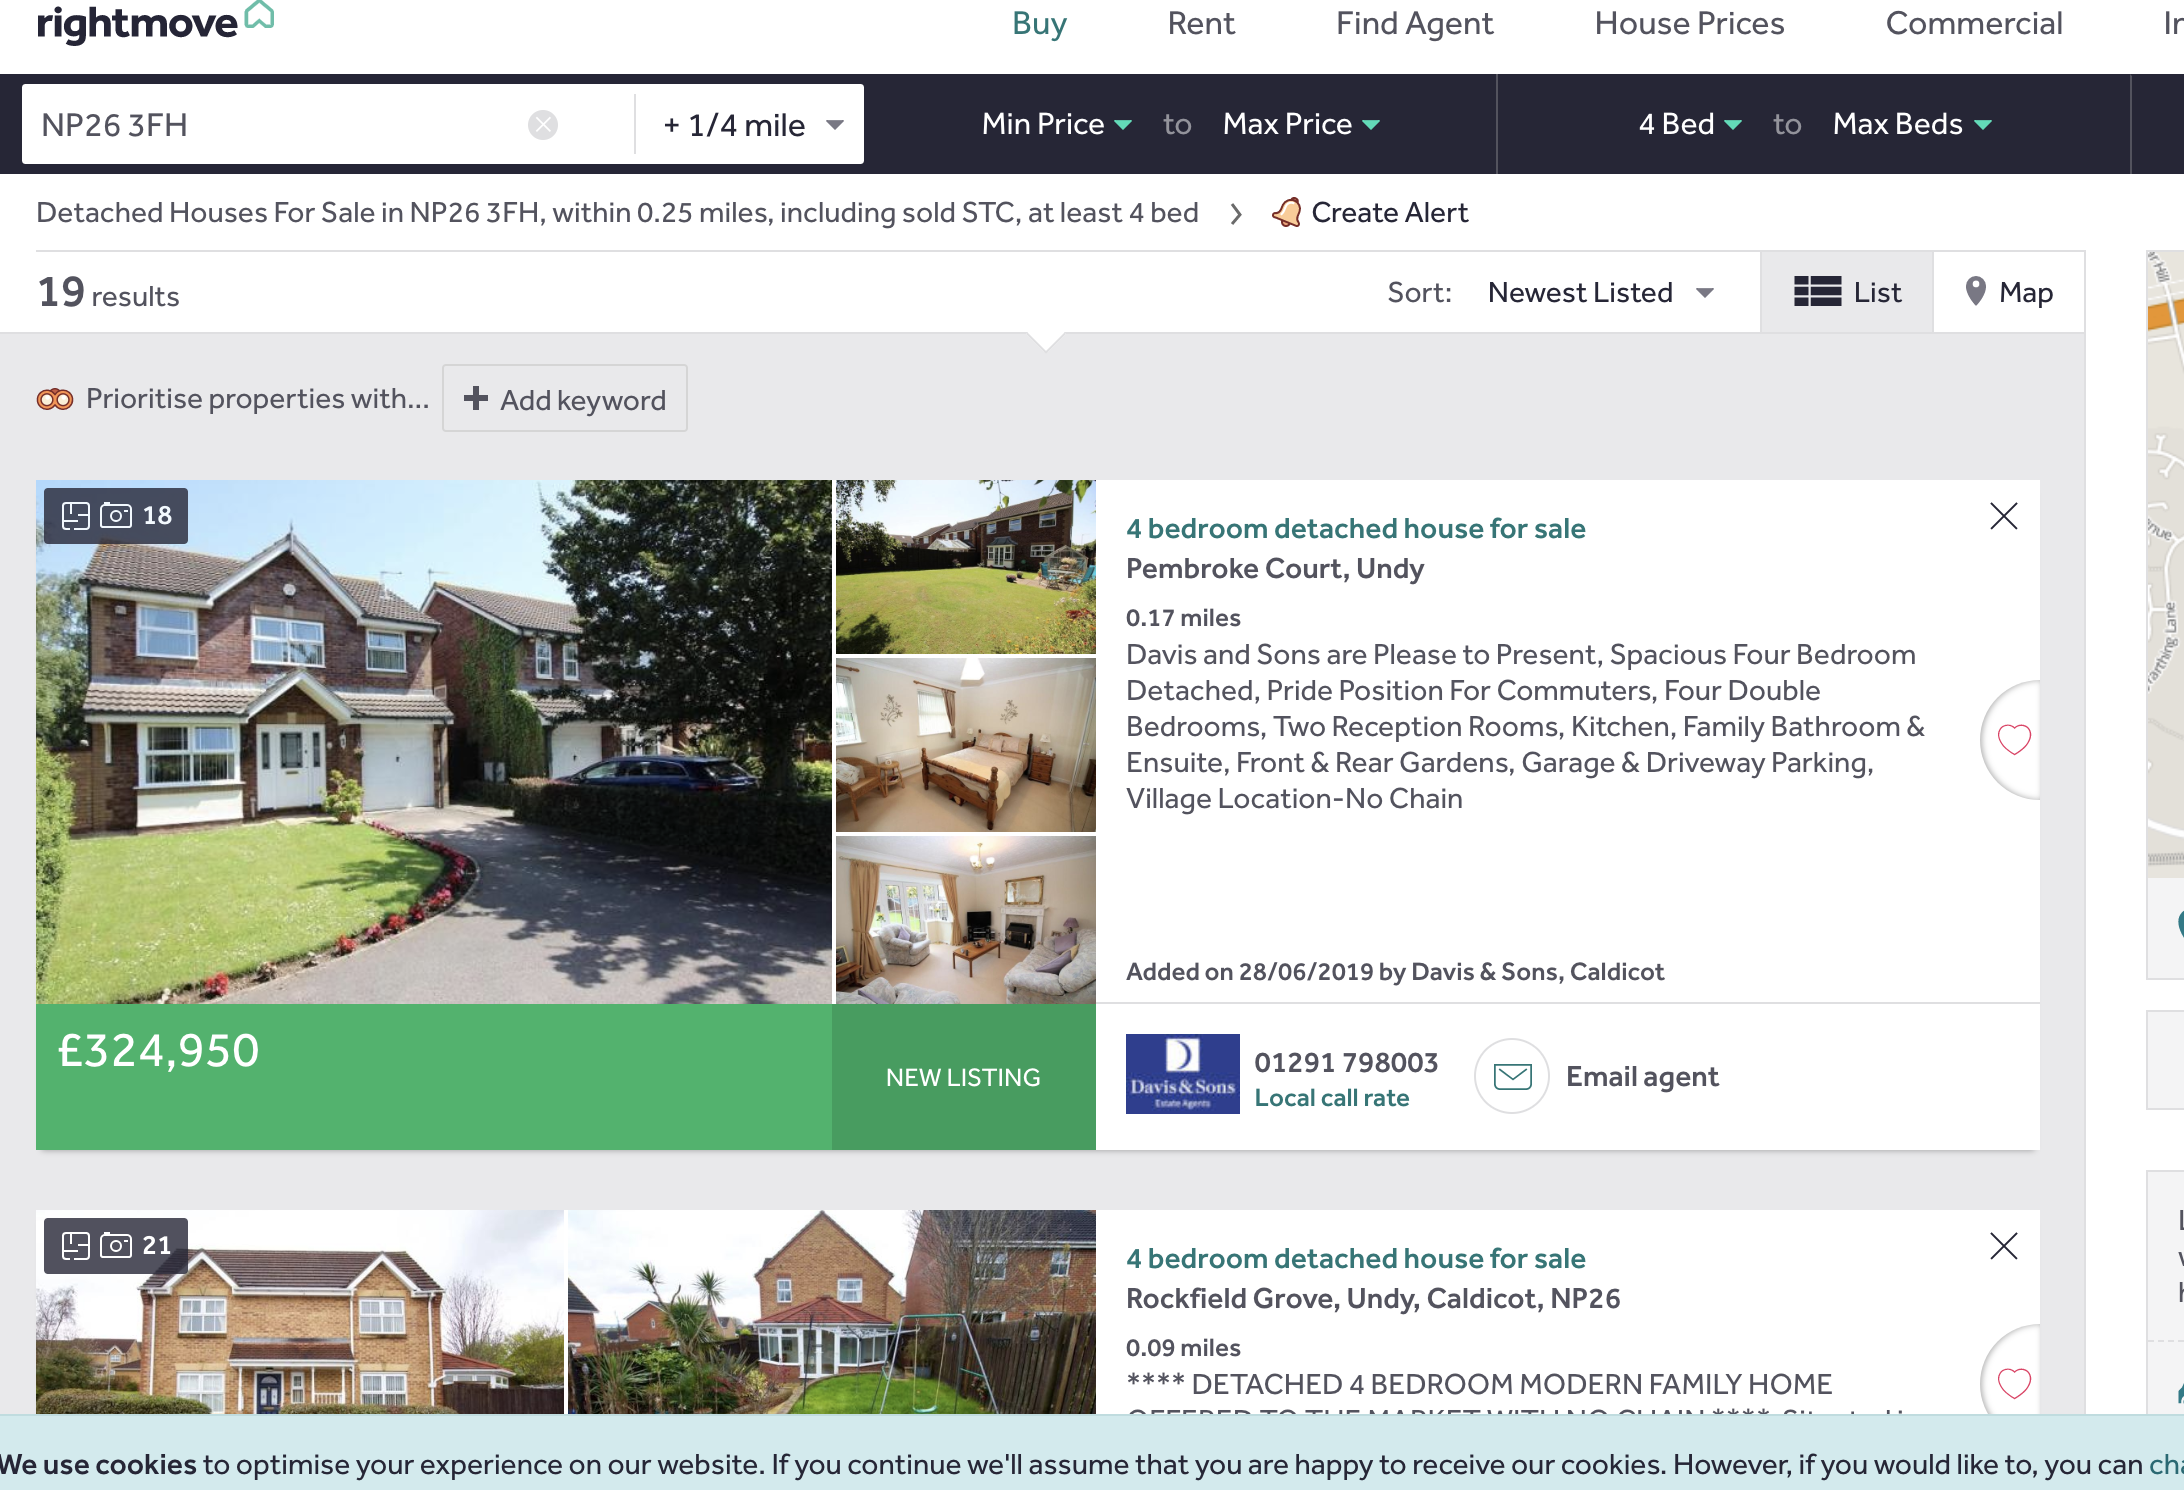 rightmove
Buy Rent Find Agent House Prices Commercial
NP26 3FH + 1/4 mile Min Price to Max Price 4 Bed to Max Beds
Detached Houses For Sale in NP26 3FH, within 0.25 miles, including sold STC, at least 4 bed > Create Alert
19 results Sort: Newest Listed List Map
Prioritise properties with... + Add keyword
18
4 bedroom detached house for sale
Pembroke Court, Undy
0.17 miles
Davis and Sons are Please to Present, Spacious Four Bedroom
Detached, Pride Position For Commuters, Four Double
Bedrooms, Two Reception Rooms, Kitchen, Family Bathroom &
Ensuite, Front & Rear Gardens, Garage & Driveway Parking,
Village Location-No Chain
Added on 28/06/2019 by Davis & Sons, Caldicot
£324,950
NEW LISTING
Davis & Sons
Estate Agents
01291 798003
Local call rate
Email agent
21
4 bedroom detached house for sale
Rockfield Grove, Undy, Caldicot, NP26
0.09 miles
**** DETACHED 4 BEDROOM MODERN FAMILY HOME
OFFERED TO THE MARKET WITH NO CHAIN ****
We use cookies to optimise your experience on our website. If you continue we'll assume that you are happy to receive our cookies. However, if you would like to, you can